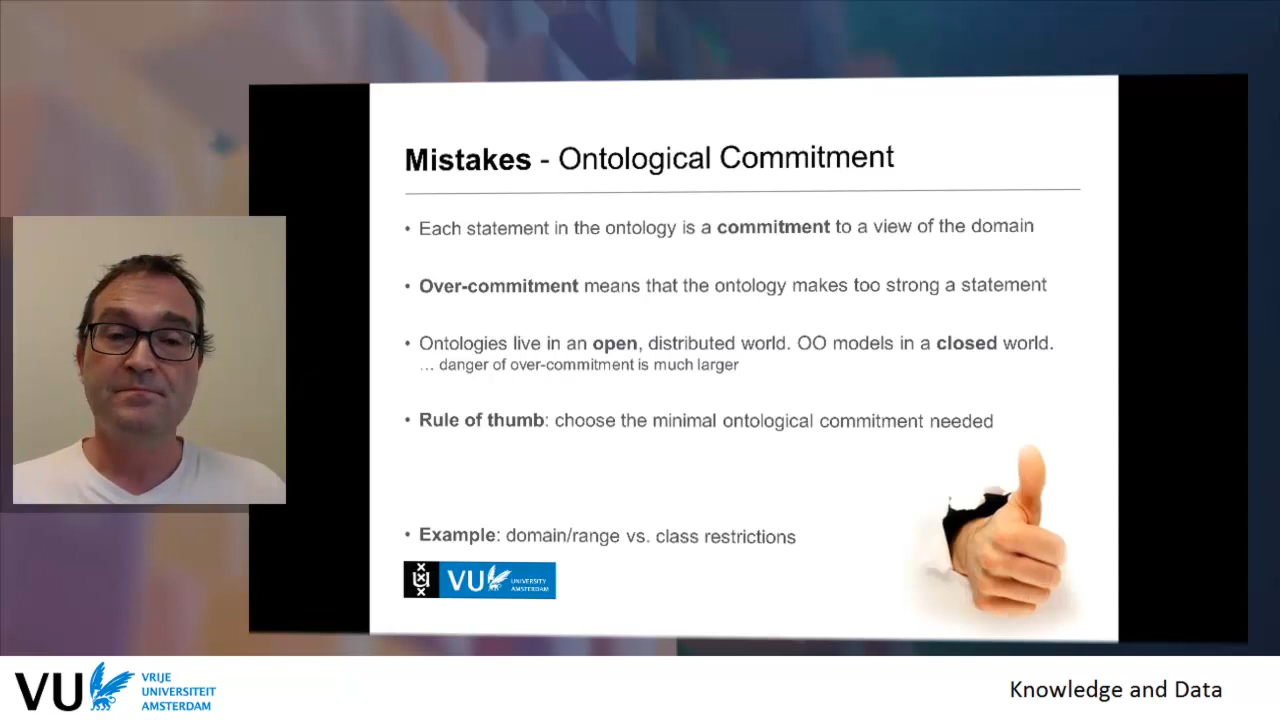 Mistakes - Ontological Commitment
• Each statement in the ontology is a commitment to a view of the domain
• Over-commitment means that the ontology makes too strong a statement
• Ontologies live in an open, distributed world. OO models in a closed world.
... danger of over-commitment is much larger
• Rule of thumb: choose the minimal ontological commitment needed
• Example: domain/range vs. class restrictions
VU UNIVERSITY
AMSTERDAM
VU VRIJE
UNIVERSITEIT
AMSTERDAM
Knowledge and Data